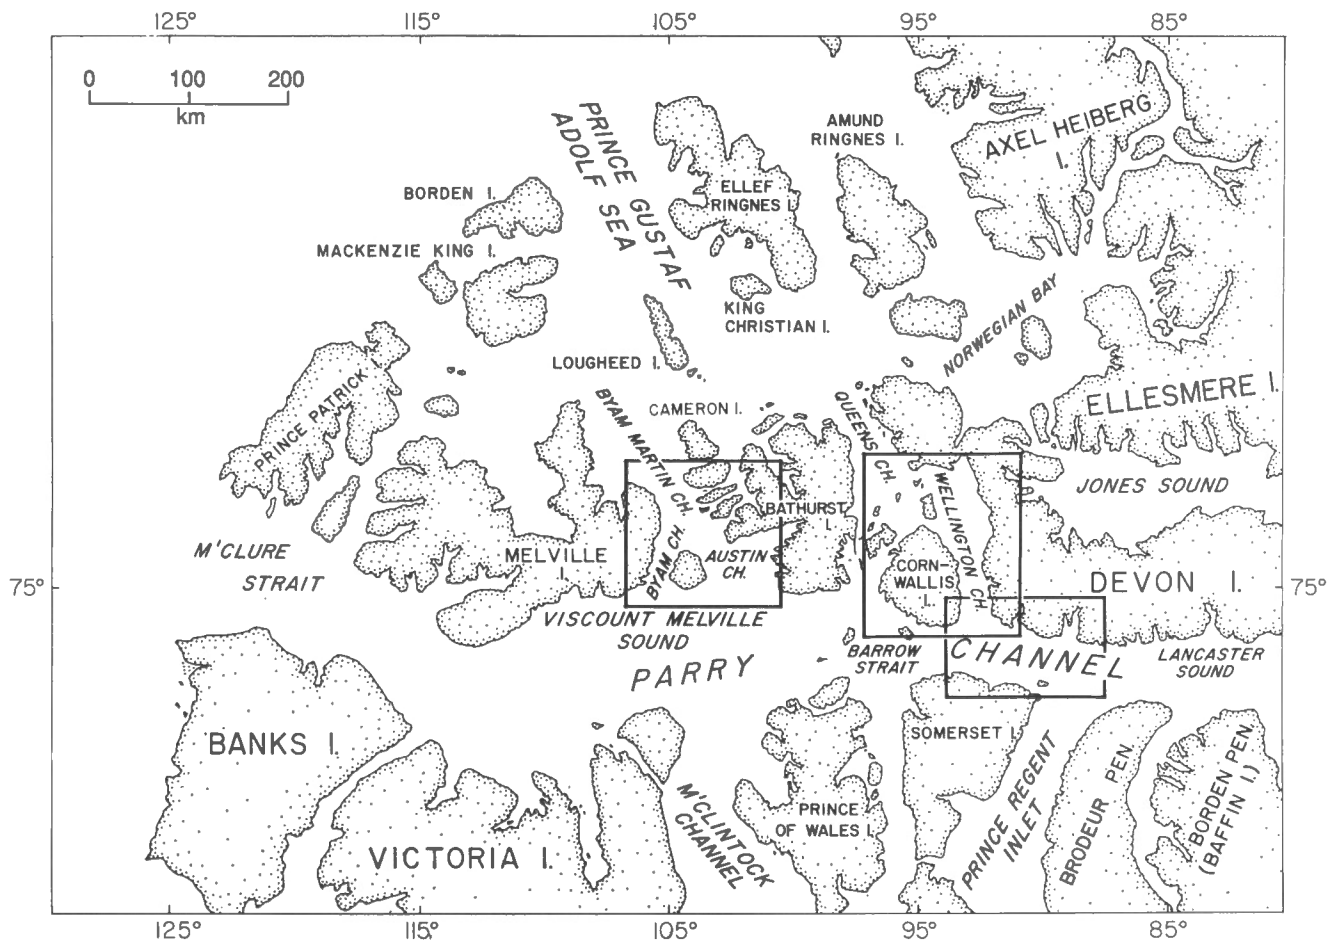 125° 115° 105° 95° 85°
0 100 200
km
PRINCE GUSTAF
ADOLF SEA
AMUND
RINGNES I.
AXEL HEIBERG
I.
BORDEN I.
ELLEF
RINGNES I.
MACKENZIE KING I.
KING
CHRISTIAN I.
NORWEGIAN BAY
LOUGHEED I.
PRINCE PATRICK I.
BYAM MARTIN CH.
CAMERON I.
QUEENS CH.
ELLESMERE I.
WELLINGTON CH.
JONES SOUND
BATHURST
I.
M'CLURE
STRAIT
MELVILLE
I.
BYAM CH.
AUSTIN
CH.
CORN-
WALLIS
I.
DEVON I.
75° 75°
VISCOUNT MELVILLE
SOUND
BARROW
STRAIT
PARRY CHANNEL
LANCASTER
SOUND
BANKS I.
SOMERSET I.
VICTORIA I.
M'CLINTOCK
CHANNEL
PRINCE
OF WALES I.
PRINCE REGENT
INLET
BRODEUR PEN.
BORDEN PEN.
(BAFFIN I.)
125° 115° 105° 95° 85°